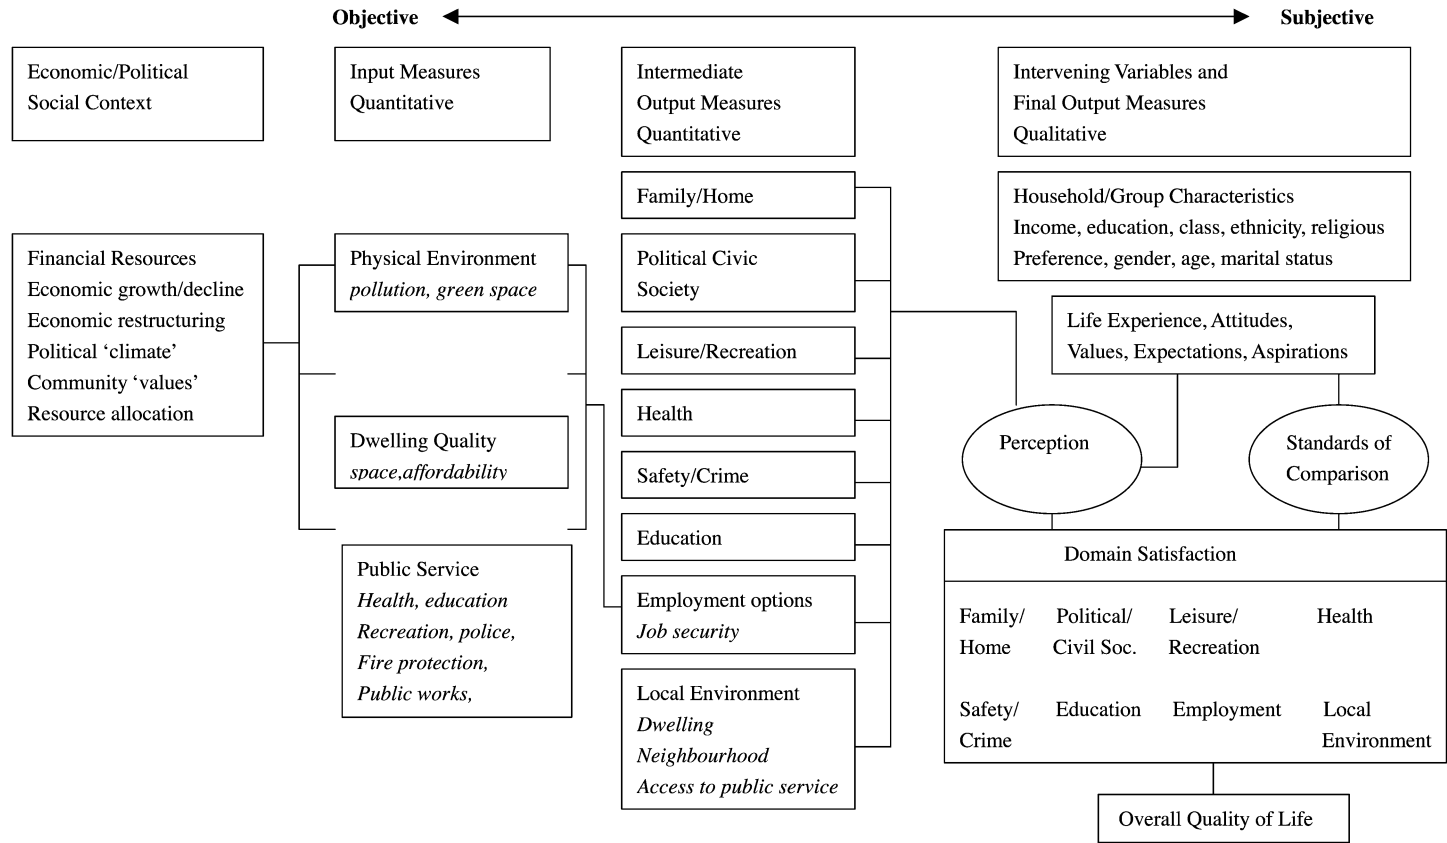 Objective
Subjective
Economic/Political
Social Context
Input Measures
Quantitative
Intermediate
Output Measures
Quantitative
Intervening Variables and
Final Output Measures
Qualitative
Financial Resources
Economic growth/decline
Economic restructuring
Political ‘climate’
Community ‘values’
Resource allocation
Physical Environment
pollution, green space
Dwelling Quality
space,affordability
Public Service
Health, education
Recreation, police,
Fire protection,
Public works,
Family/Home
Political Civic
Society
Leisure/Recreation
Health
Safety/Crime
Education
Employment options
Job security
Local Environment
Dwelling
Neighbourhood
Access to public service
Household/Group Characteristics
Income, education, class, ethnicity, religious
Preference, gender, age, marital status
Life Experience, Attitudes,
Values, Expectations, Aspirations
Perception
Standards of
Comparison
Domain Satisfaction
Family/
Home
Political/
Civil Soc.
Leisure/
Recreation
Health
Safety/
Crime
Education
Employment
Local
Environment
Overall Quality of Life